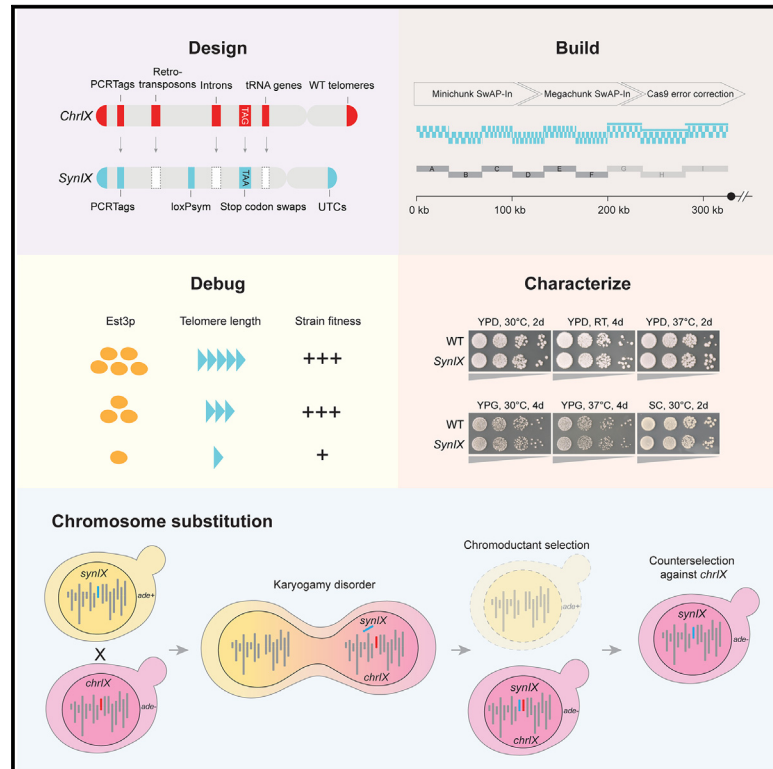 Design
PCRTags
Retro-
transposons
Introns
tRNA genes
WT telomeres
ChrIX
TAG
SynIX
TAA
PCRTags
loxPsym
Stop codon swaps
UTCs
Build
Minichunk SwAP-In
Megachunk SwAP-In
Cas9 error correction
A
B
C
D
E
F
G
H
I
0 kb
100 kb
200 kb
300 kb
Debug
Est3p
Telomere length
Strain fitness
+++
+++
+
Characterize
YPD, 30°C, 2d
YPD, RT, 4d
YPD, 37°C, 2d
WT
SynIX
YPG, 30°C, 4d
YPG, 37°C, 4d
SC, 30°C, 2d
WT
SynIX
Chromosome substitution
synIX
ade+
X
chrIX
ade-
Karyogamy disorder
synIX
chrIX
Chromoductant selection
ade+
synIX
chrIX
ade-
Counterselection
against chrIX
synIX
ade-